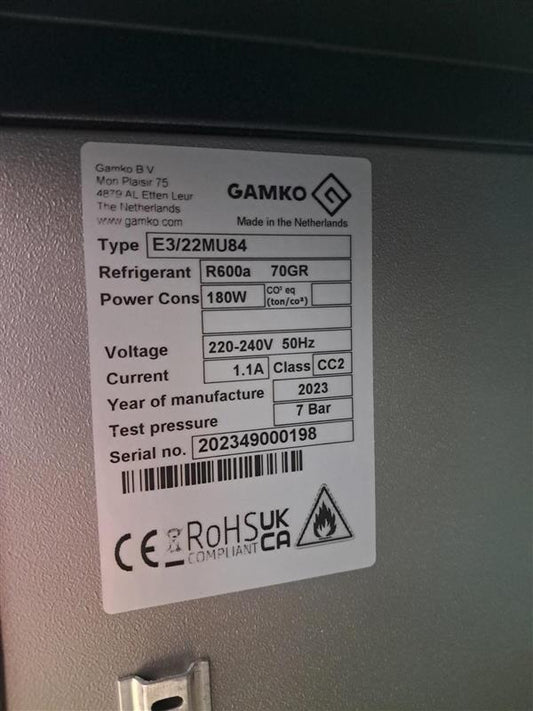 Gamko B V
Mon Plaisir 75
4879 AL Etten Leur
The Netherlands
www.gamko.com
GAMKO
Made in the Netherlands
Type E3/22MU84
Refrigerant R600a 70GR
Power Cons 180W CO² eq (ton/co²)
Voltage 220-240V 50Hz
Current 1.1A Class CC2
Year of manufacture 2023
Test pressure 7 Bar
Serial no. 202349000198
CE RoHS COMPLIANT UK CA